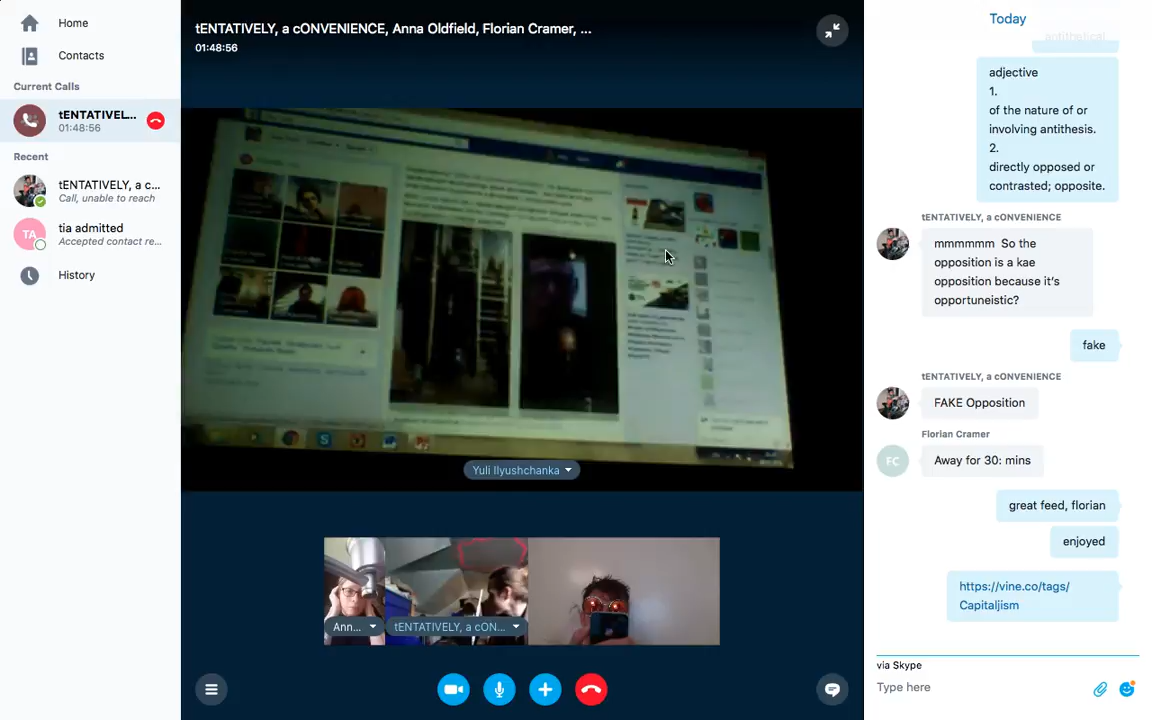 Home
Contacts
Current Calls
tENTATIVEL...
01:48:56
Recent
tENTATIVELY, a c...
Call, unable to reach
TA
tia admitted
Accepted contact re...
History
tENTATIVELY, a cONVENIENCE, Anna Oldfield, Florian Cramer, ...
01:48:56
Yuli Ilyushchanka
Ann...
tENTATIVELY, a cON...
Today
antithetical
adjective
1.
of the nature of or
involving antithesis.
2.
directly opposed or
contrasted; opposite.
tENTATIVELY, a cONVENIENCE
mmmmmm So the
opposition is a kae
opposition because it's
opportuneistic?
fake
tENTATIVELY, a cONVENIENCE
FAKE Opposition
Florian Cramer
FC
Away for 30: mins
great feed, florian
enjoyed
https://vine.co/tags/
Capitaljism
via Skype
Type here